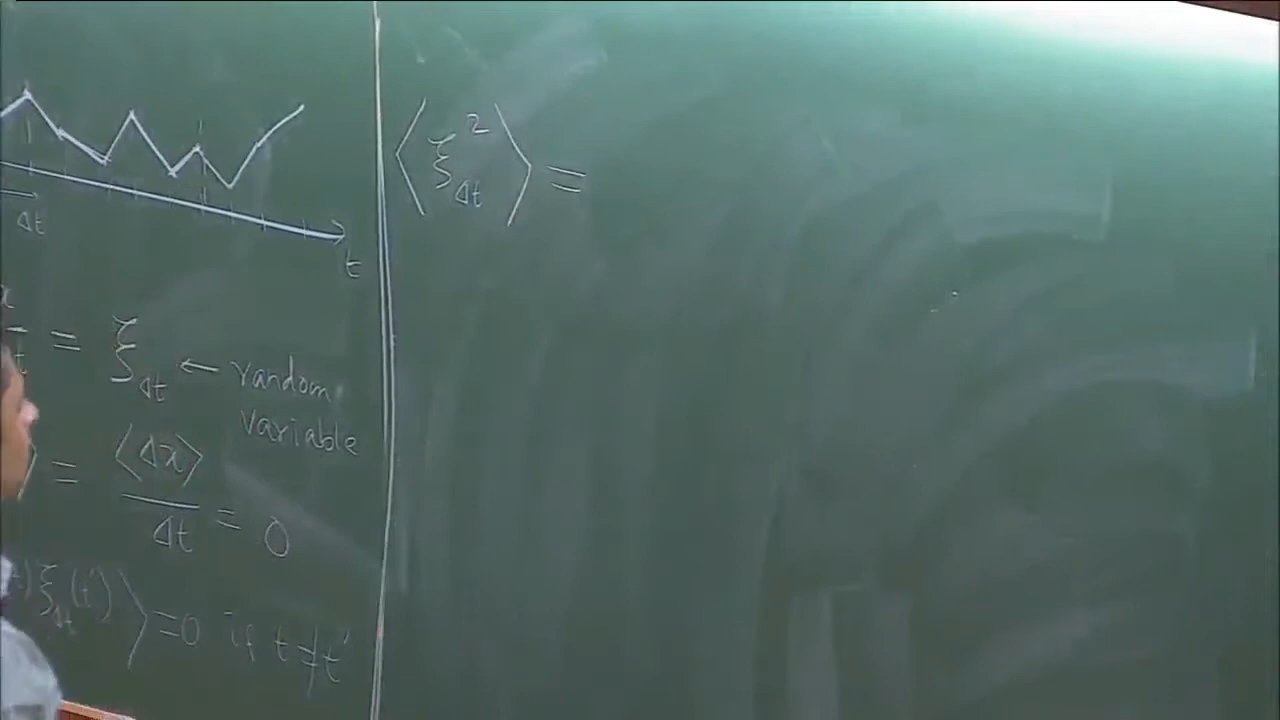 Δt
t
= ξ_Δt ← random
variable
= ⟨Δx⟩/Δt = 0
ξ_Δt(t')⟩ = 0 if t ≠ t'
⟨ξ²_Δt⟩ =